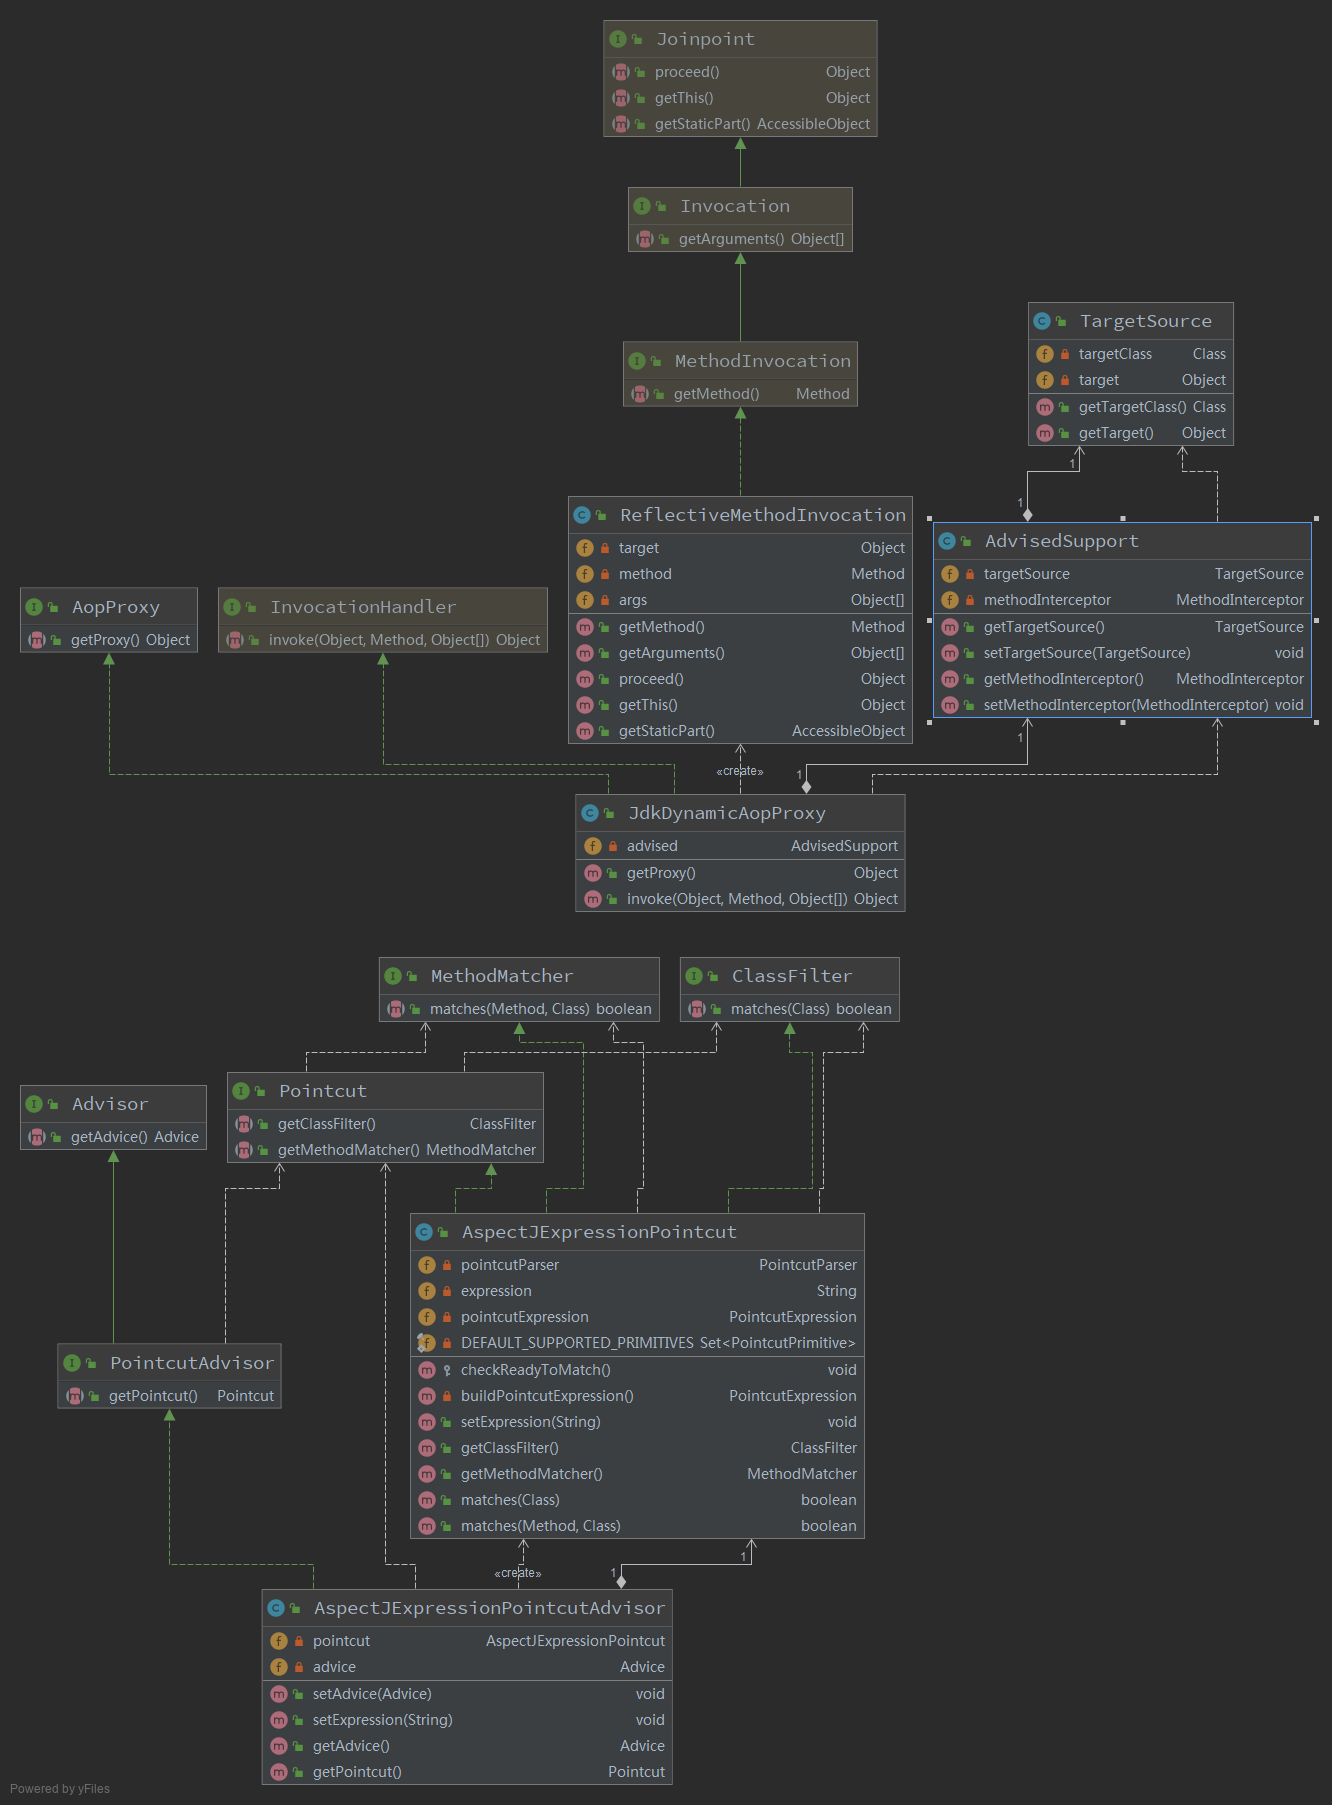 Joinpoint
proceed() Object
getThis() Object
getStaticPart() AccessibleObject
Invocation
getArguments() Object[]
MethodInvocation
getMethod() Method
TargetSource
targetClass Class
target Object
getTargetClass() Class
getTarget() Object
1
1
ReflectiveMethodInvocation
target Object
method Method
args Object[]
getMethod() Method
getArguments() Object[]
proceed() Object
getThis() Object
getStaticPart() AccessibleObject
AdvisedSupport
targetSource TargetSource
methodInterceptor MethodInterceptor
getTargetSource() TargetSource
setTargetSource(TargetSource) void
getMethodInterceptor() MethodInterceptor
setMethodInterceptor(MethodInterceptor) void
AopProxy
getProxy() Object
InvocationHandler
invoke(Object, Method, Object[]) Object
1
«create»
1
JdkDynamicAopProxy
advised AdvisedSupport
getProxy() Object
invoke(Object, Method, Object[]) Object
MethodMatcher
matches(Method, Class) boolean
ClassFilter
matches(Class) boolean
Advisor
getAdvice() Advice
Pointcut
getClassFilter() ClassFilter
getMethodMatcher() MethodMatcher
AspectJExpressionPointcut
pointcutParser PointcutParser
expression String
pointcutExpression PointcutExpression
DEFAULT_SUPPORTED_PRIMITIVES Set<PointcutPrimitive>
checkReadyToMatch() void
buildPointcutExpression() PointcutExpression
setExpression(String) void
getClassFilter() ClassFilter
getMethodMatcher() MethodMatcher
matches(Class) boolean
matches(Method, Class) boolean
PointcutAdvisor
getPointcut() Pointcut
1
«create»
1
AspectJExpressionPointcutAdvisor
pointcut AspectJExpressionPointcut
advice Advice
setAdvice(Advice) void
setExpression(String) void
getAdvice() Advice
getPointcut() Pointcut
Powered by yFiles